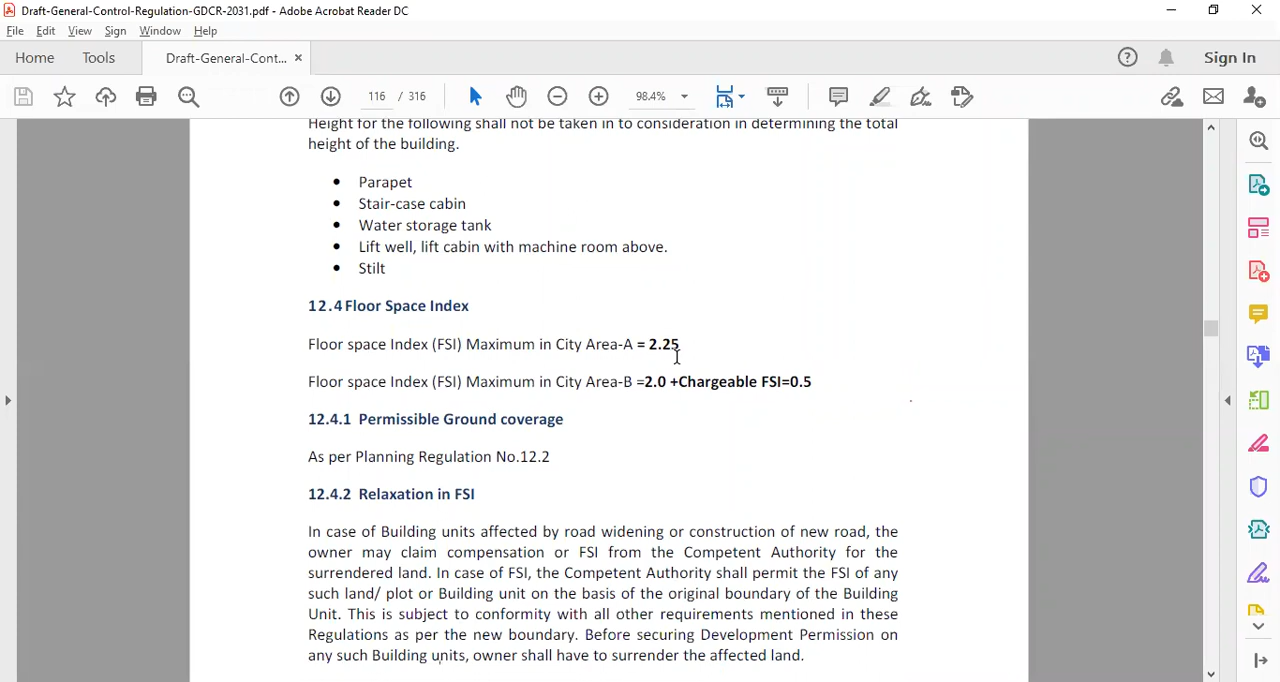 Draft-General-Control-Regulation-GDCR-2031.pdf - Adobe Acrobat Reader DC
File Edit View Sign Window Help
Home Tools Draft-General-Cont... × Sign In
116 / 316 98.4%
Height for the following shall not be taken in to consideration in determining the total
height of the building.
• Parapet
• Stair-case cabin
• Water storage tank
• Lift well, lift cabin with machine room above.
• Stilt
12.4 Floor Space Index
Floor space Index (FSI) Maximum in City Area-A = 2.25
Floor space Index (FSI) Maximum in City Area-B =2.0 +Chargeable FSI=0.5
12.4.1 Permissible Ground coverage
As per Planning Regulation No.12.2
12.4.2 Relaxation in FSI
In case of Building units affected by road widening or construction of new road, the
owner may claim compensation or FSI from the Competent Authority for the
surrendered land. In case of FSI, the Competent Authority shall permit the FSI of any
such land/ plot or Building unit on the basis of the original boundary of the Building
Unit. This is subject to conformity with all other requirements mentioned in these
Regulations as per the new boundary. Before securing Development Permission on
any such Building units, owner shall have to surrender the affected land.